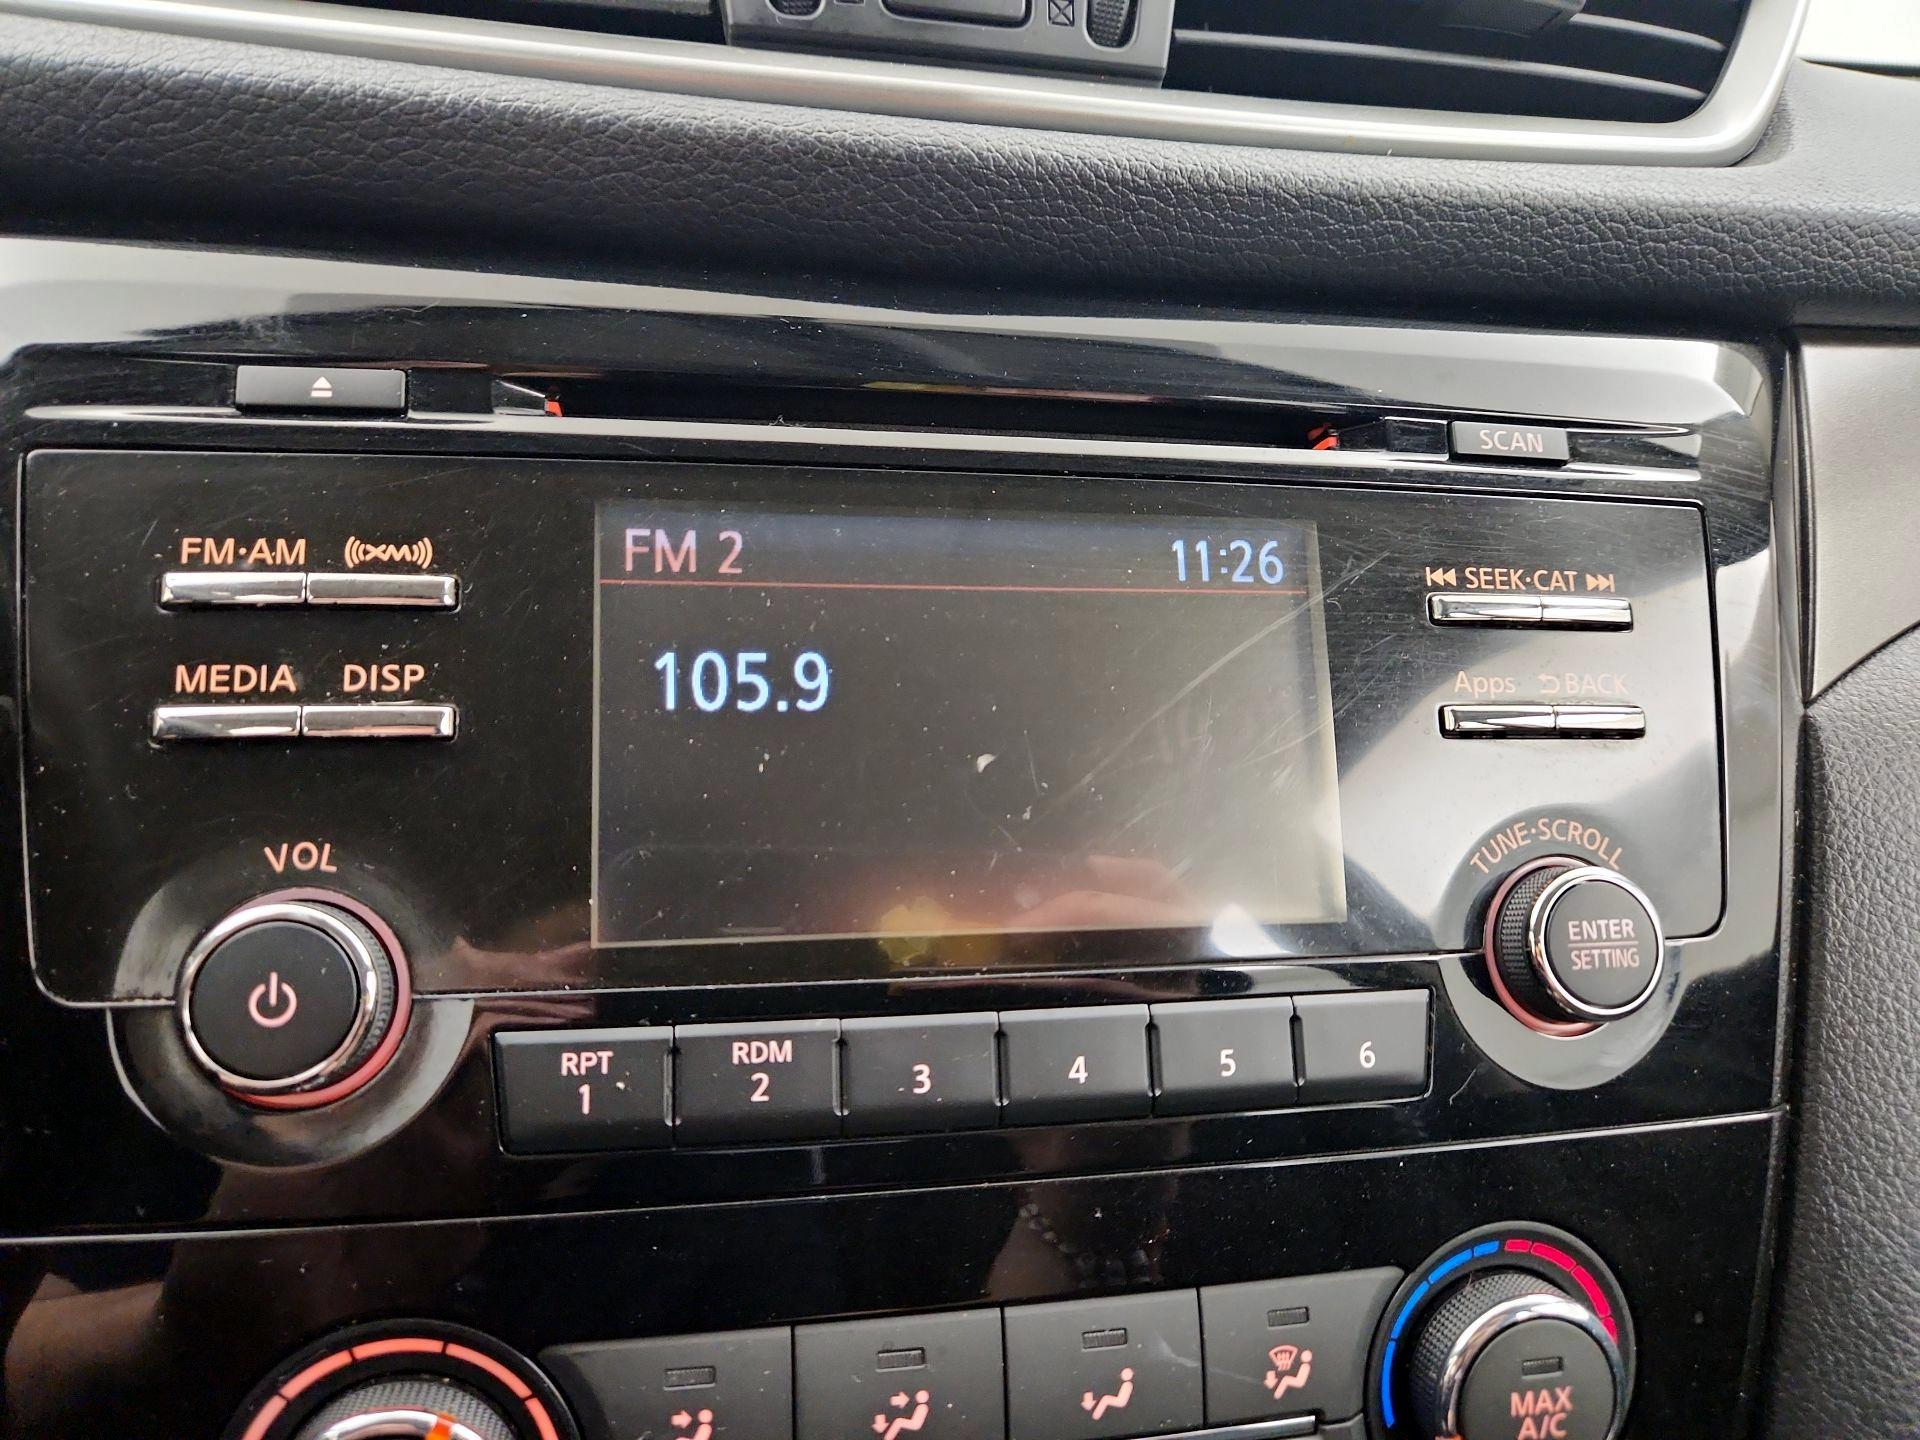 SCAN
FM·AM
XM
FM 2
11:26
SEEK·CAT
105.9
MEDIA
DISP
Apps
BACK
VOL
TUNE·SCROLL
ENTER
SETTING
RPT
1
RDM
2
3
4
5
6
MAX
A/C